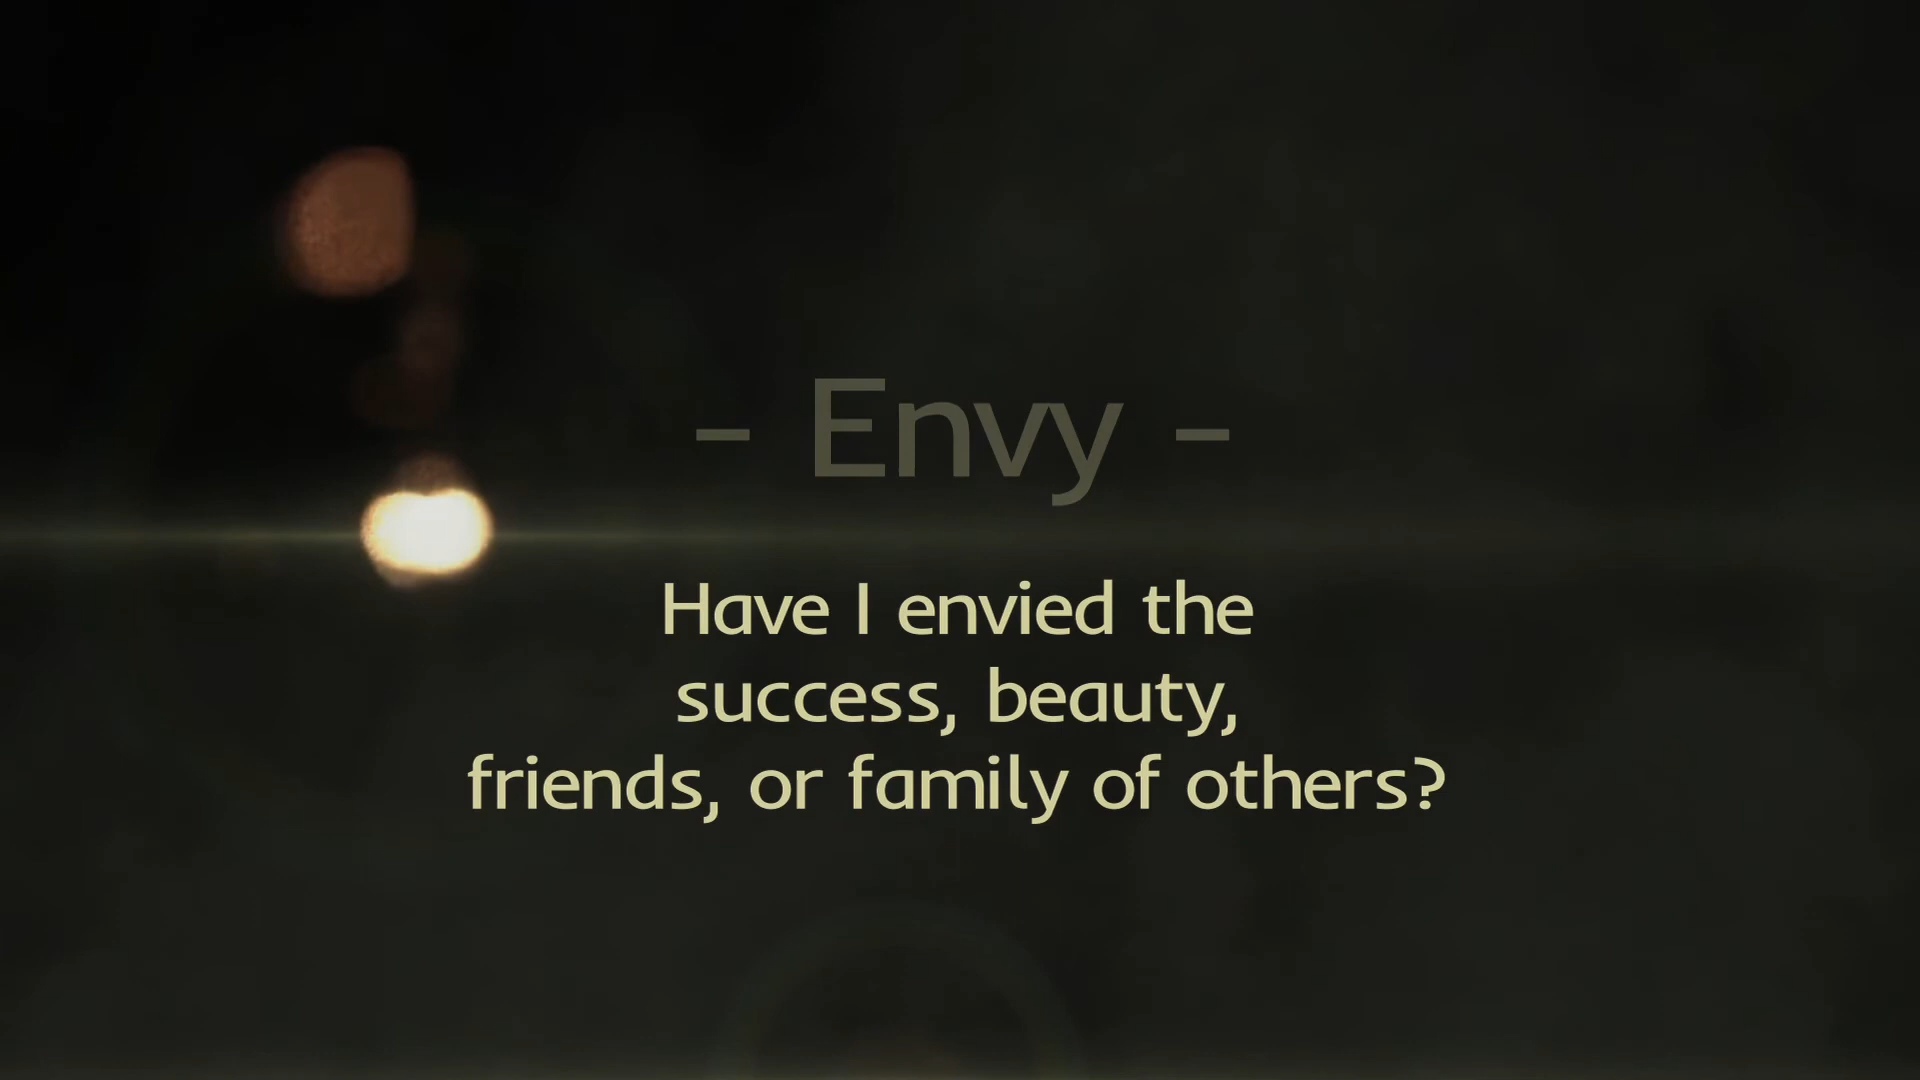 - Envy -
Have I envied the
success, beauty,
friends, or family of others?